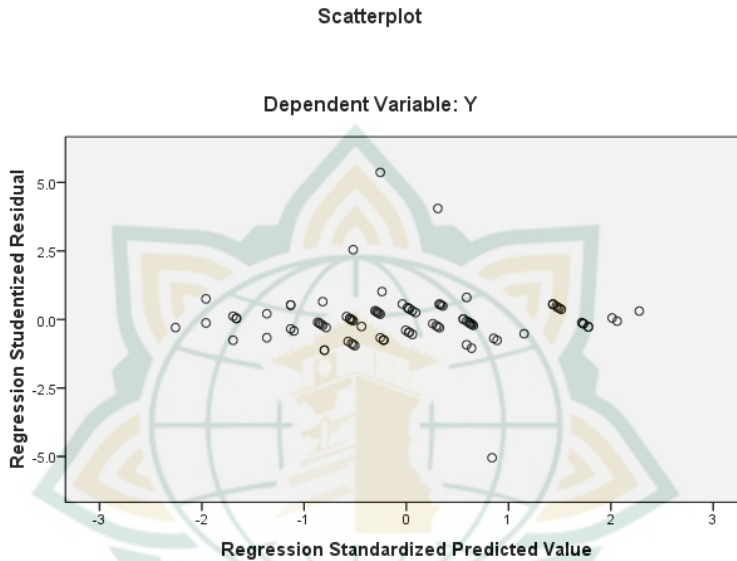 Scatterplot
Dependent Variable: Y
Regression Studentized Residual
5.0
2.5
0.0
-2.5
-5.0
-3 -2 -1 0 1 2 3
Regression Standardized Predicted Value